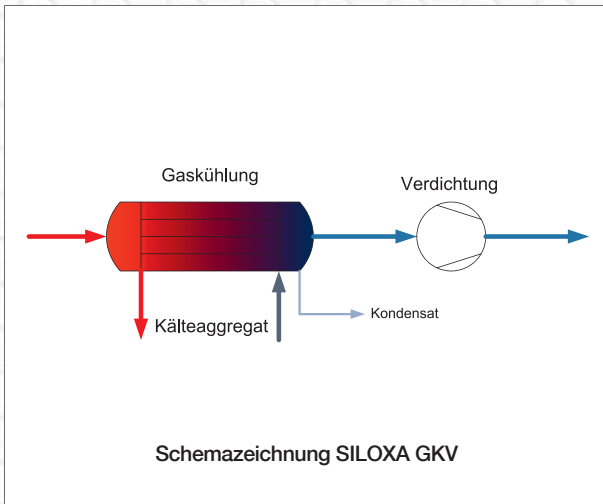 Gaskühlung
Verdichtung
Kälteaggregat
Kondensat
Schemazeichnung SILOXA GKV